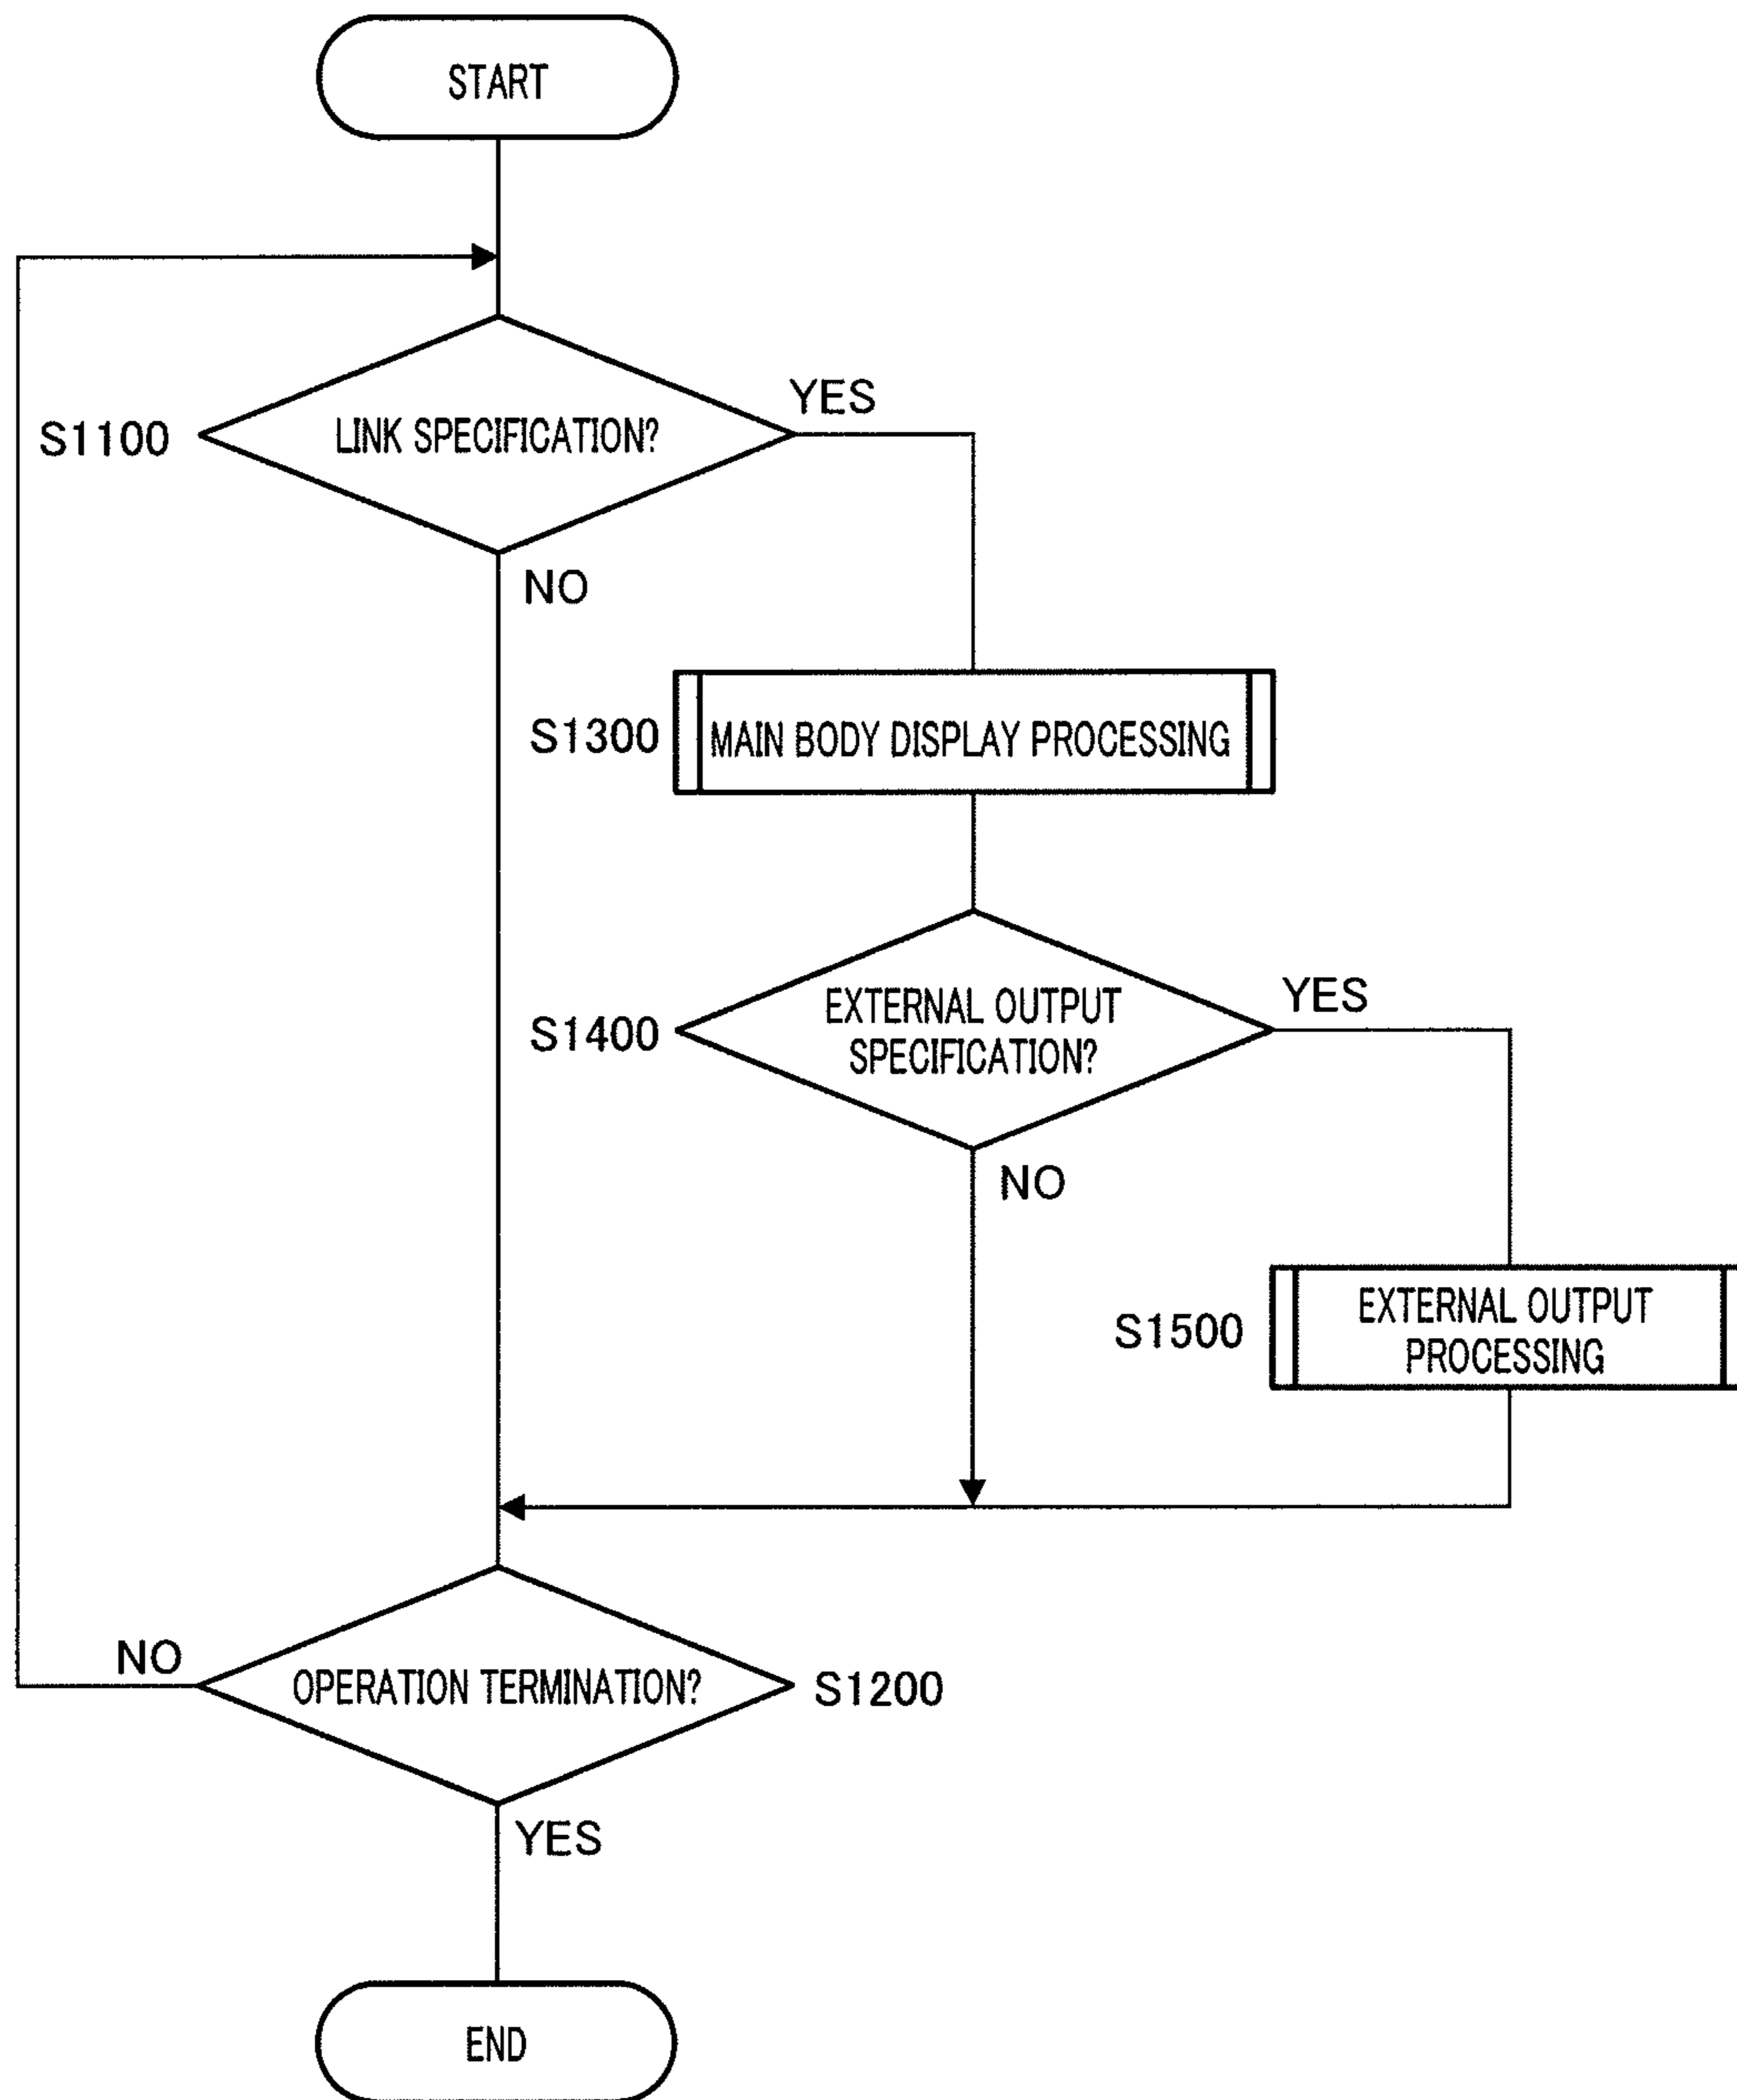 START
YES
S1100
LINK SPECIFICATION?
NO
S1300
MAIN BODY DISPLAY PROCESSING
YES
S1400
EXTERNAL OUTPUT
SPECIFICATION?
NO
S1500
EXTERNAL OUTPUT
PROCESSING
NO
OPERATION TERMINATION?
S1200
YES
END